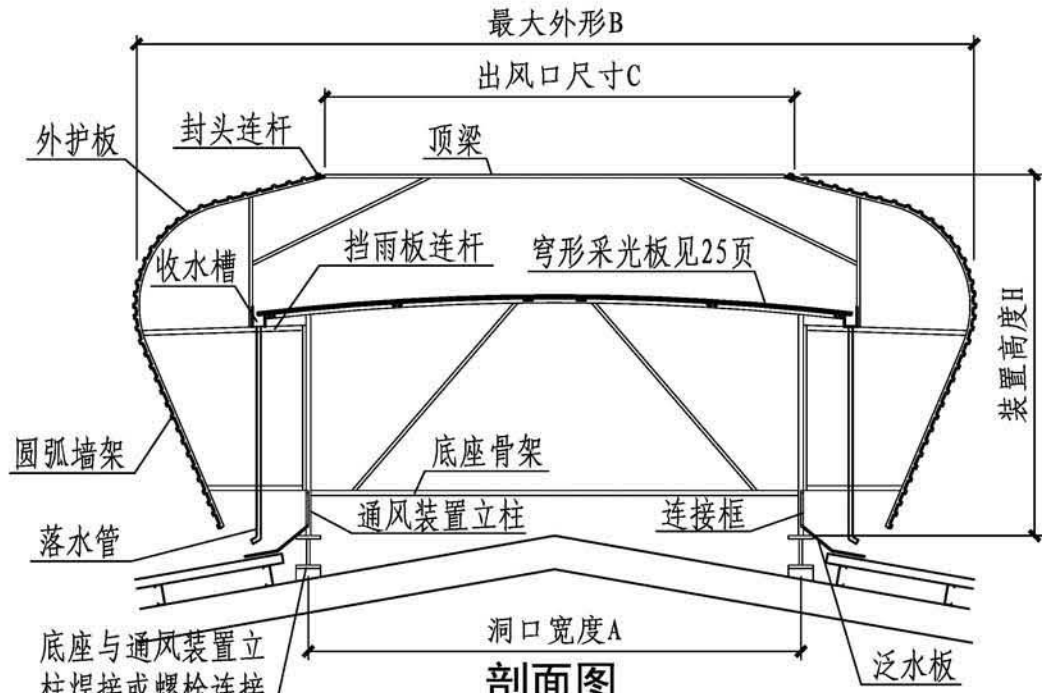 最大外形B
出风口尺寸C
外护板
封头连杆
顶梁
收水槽
挡雨板连杆
穹形采光板见25页
装置高度H
圆弧墙架
底座骨架
通风装置立柱
连接框
落水管
洞口宽度A
底座与通风装置立
柱焊接或螺栓连接
泛水板
剖面图